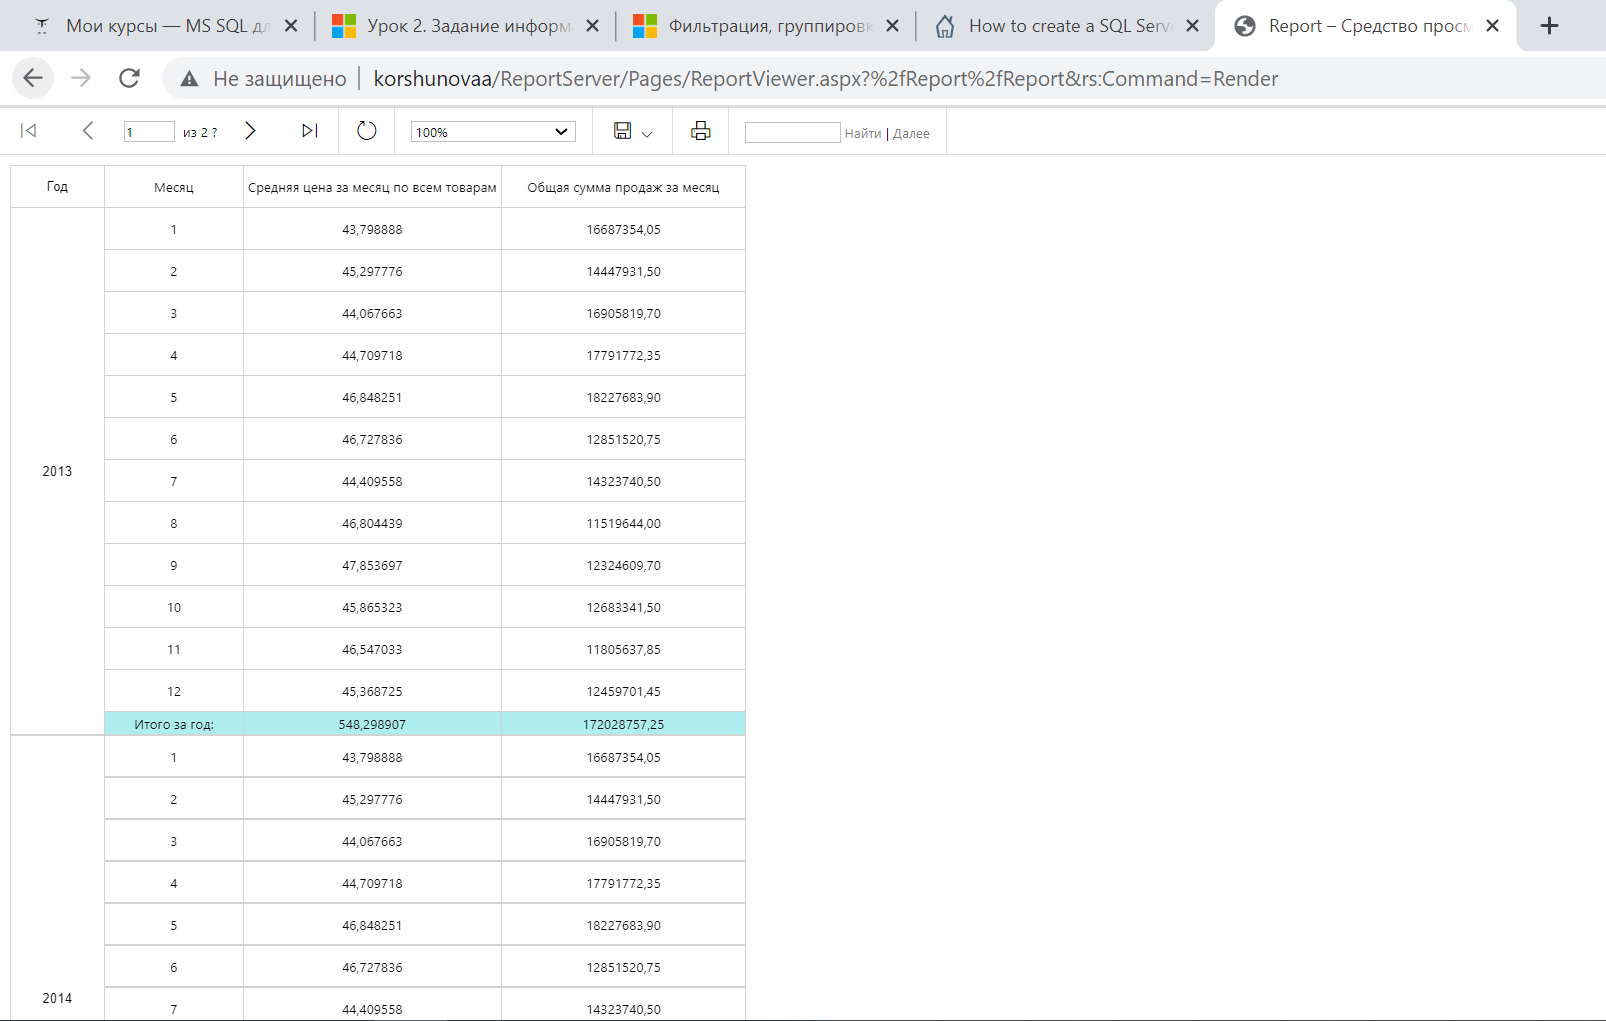 Мои курсы — MS SQL дл
Урок 2. Задание информ
Фильтрация, группировк
How to create a SQL Serv
Report – Средство просм
Не защищено korshunovaa/ReportServer/Pages/ReportViewer.aspx?%2fReport%2fReport&rs:Command=Render
1 из 2 ? 100% Найти | Далее
Год Месяц Средняя цена за месяц по всем товарам Общая сумма продаж за месяц
1 43,798888 16687354,05
2 45,297776 14447931,50
3 44,067663 16905819,70
4 44,709718 17791772,35
5 46,848251 18227683,90
6 46,727836 12851520,75
2013
7 44,409558 14323740,50
8 46,804439 11519644,00
9 47,853697 12324609,70
10 45,865323 12683341,50
11 46,547033 11805637,85
12 45,368725 12459701,45
Итого за год: 548,298907 172028757,25
1 43,798888 16687354,05
2 45,297776 14447931,50
3 44,067663 16905819,70
4 44,709718 17791772,35
5 46,848251 18227683,90
6 46,727836 12851520,75
2014
7 44,409558 14323740,50